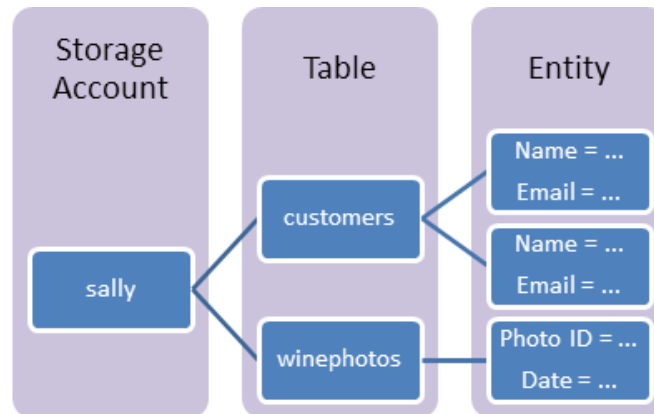 Storage
Account
Table
Entity
sally
customers
winephotos
Name = ...
Email = ...
Name = ...
Email = ...
Photo ID = ...
Date = ...